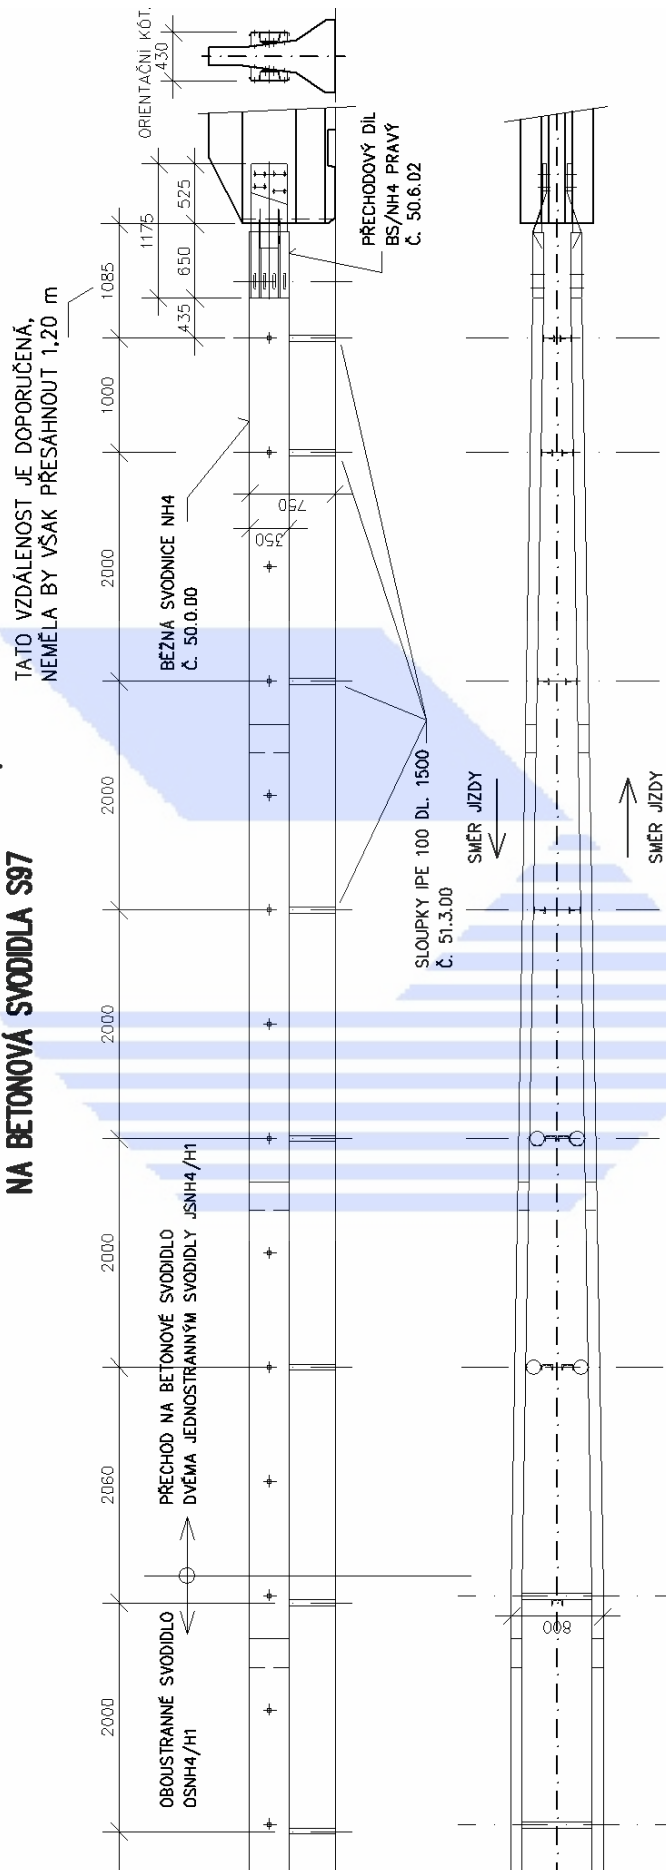 NA BETONOVÁ SVODIDLA S97
TATO VZDÁLENOST JE DOPORUČENÁ,
NEMĚLA BY VŠAK PŘESÁHNOUT 1,20 m
ORIENTAČNÍ KÓT.
430
2000
2060
2000
2000
2000
2000
1000
1085
1175
435
650
525
OBOUSTRANNÉ SVODIDLO
OSNH4/H1
PŘECHOD NA BETONOVÉ SVODIDLO
DVĚMA JEDNOSTRANNÝM SVODIDLY JSNH4/H1
BĚŽNÁ SVODNICE NH4
Č. 50.0.00
350
750
PŘECHODOVÝ DÍL
BS/NH4 PRAVÝ
Č. 50.6.02
SLOUPKY IPE 100 DL. 1500
Č. 51.3.00
SMĚR JÍZDY
SMĚR JÍZDY
800